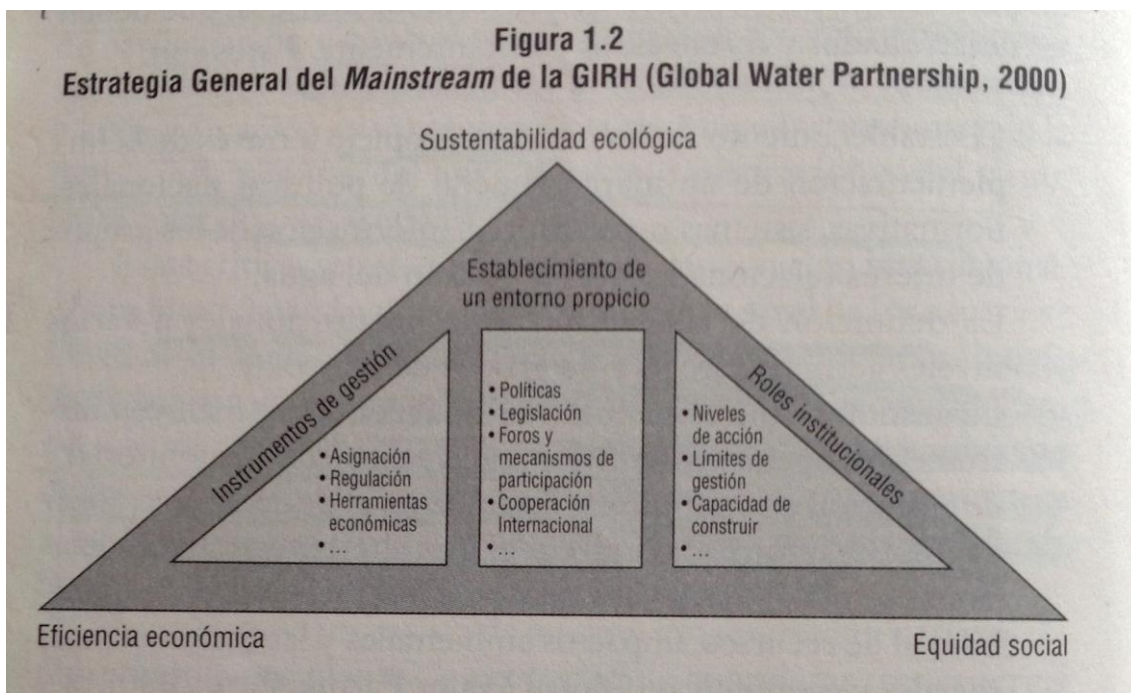 Figura 1.2
Estrategia General del Mainstream de la GIRH (Global Water Partnership, 2000)
Sustentabilidad ecológica
Establecimiento de
un entorno propicio
Instrumentos de gestión
• Asignación
• Regulación
• Herramientas
económicas
• ...
• Políticas
• Legislación
• Foros y
mecanismos de
participación
• Cooperación
Internacional
• ...
Roles institucionales
• Niveles
de acción
• Límites de
gestión
• Capacidad de
construir
• ...
Eficiencia económica
Equidad social